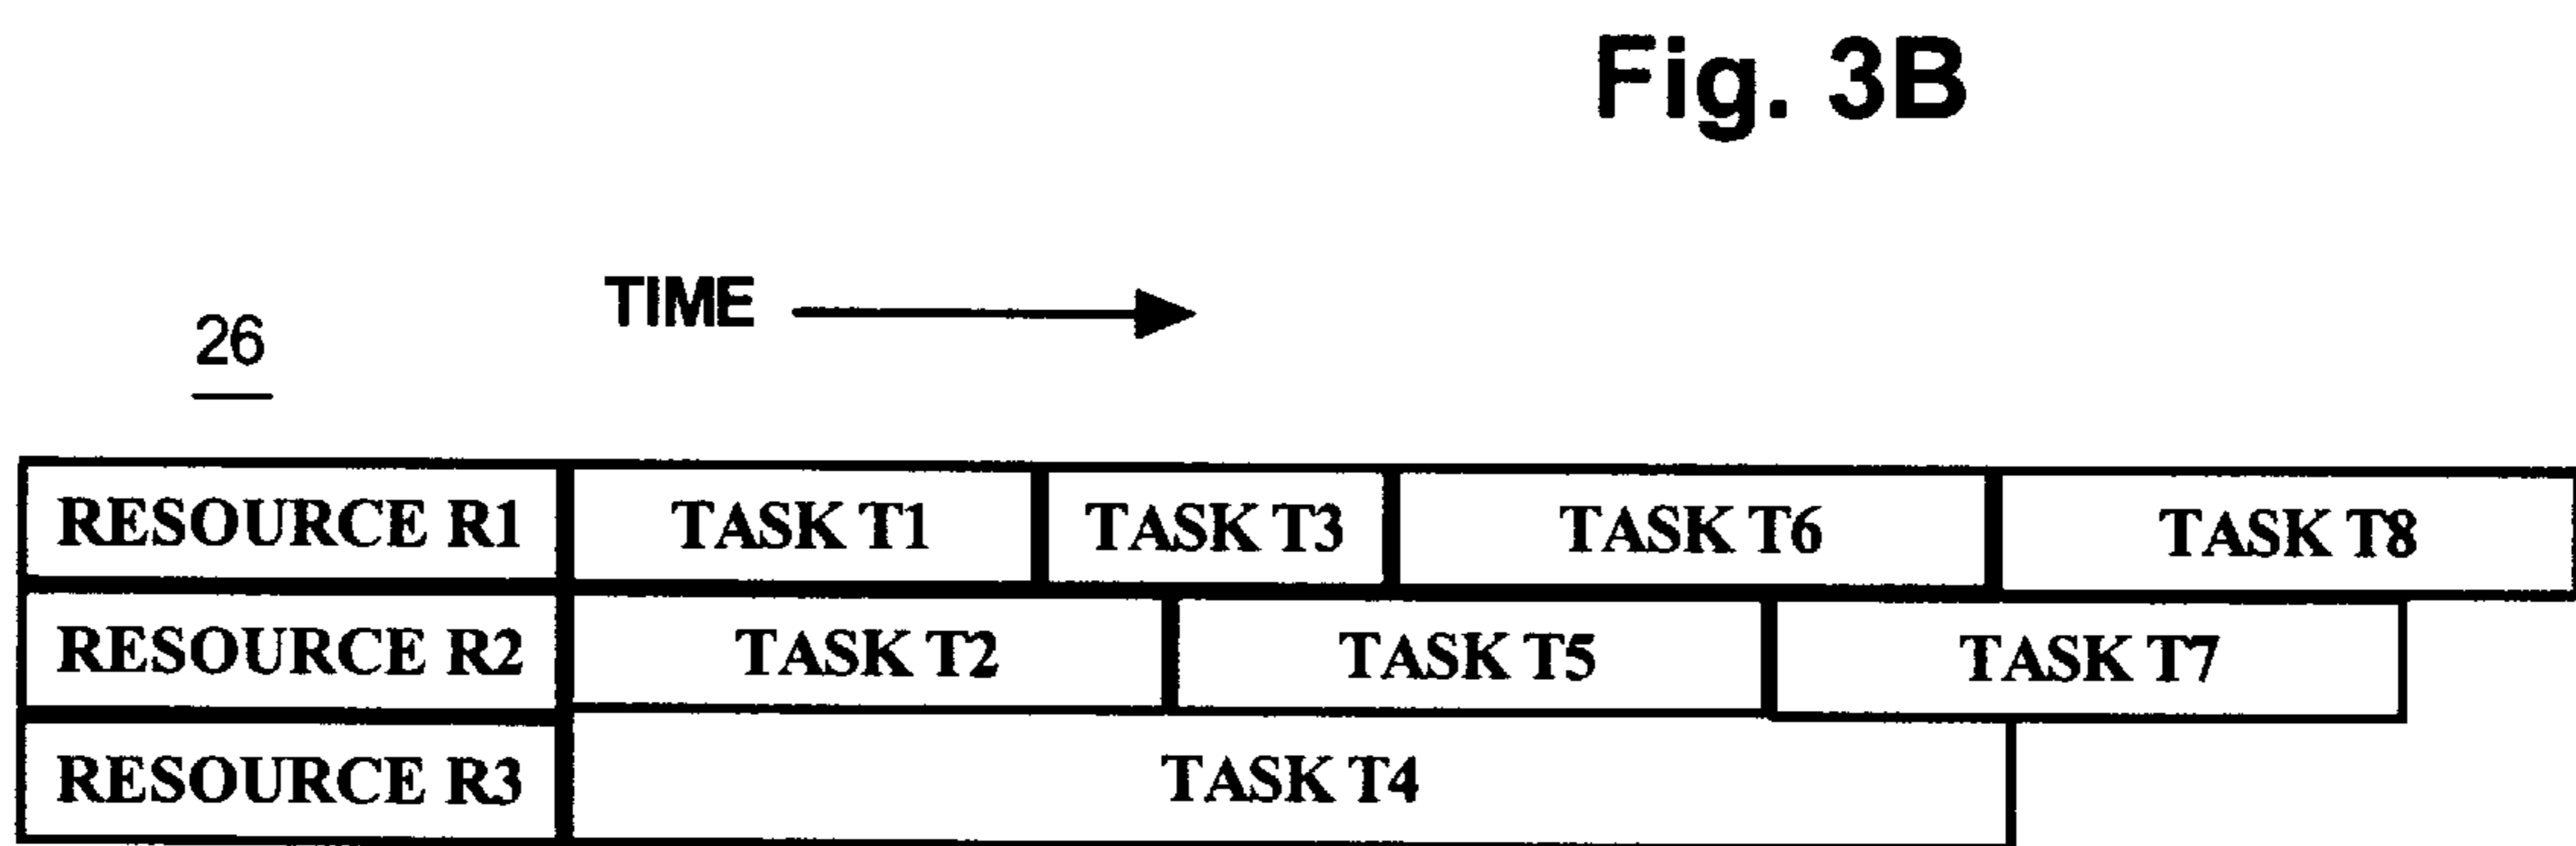 Fig. 3B
TIME
26
RESOURCE R1 TASK T1 TASK T3 TASK T6 TASK T8
RESOURCE R2 TASK T2 TASK T5 TASK T7
RESOURCE R3 TASK T4